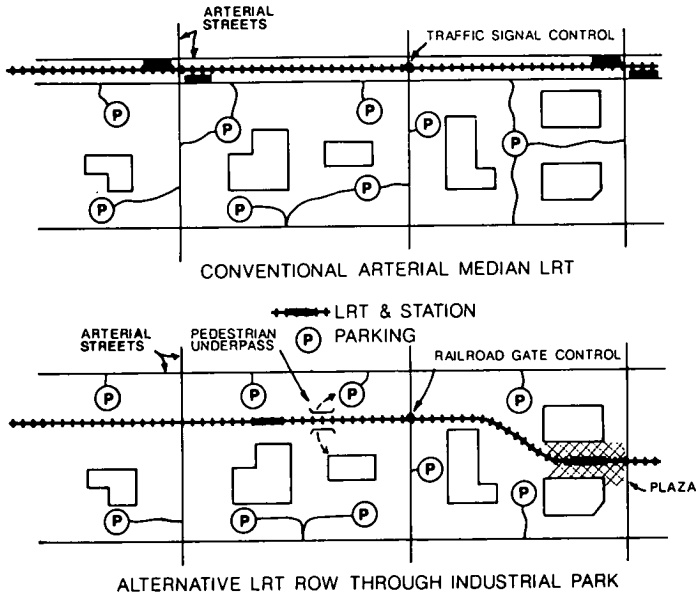 ARTERIAL
STREETS
TRAFFIC SIGNAL CONTROL
P
P
P
P
P
P
P
P
CONVENTIONAL ARTERIAL MEDIAN LRT
LRT & STATION
P PARKING
ARTERIAL
STREETS
PEDESTRIAN
UNDERPASS
RAILROAD GATE CONTROL
P
P
P
P
P
P
P
P
P
PLAZA
ALTERNATIVE LRT ROW THROUGH INDUSTRIAL PARK